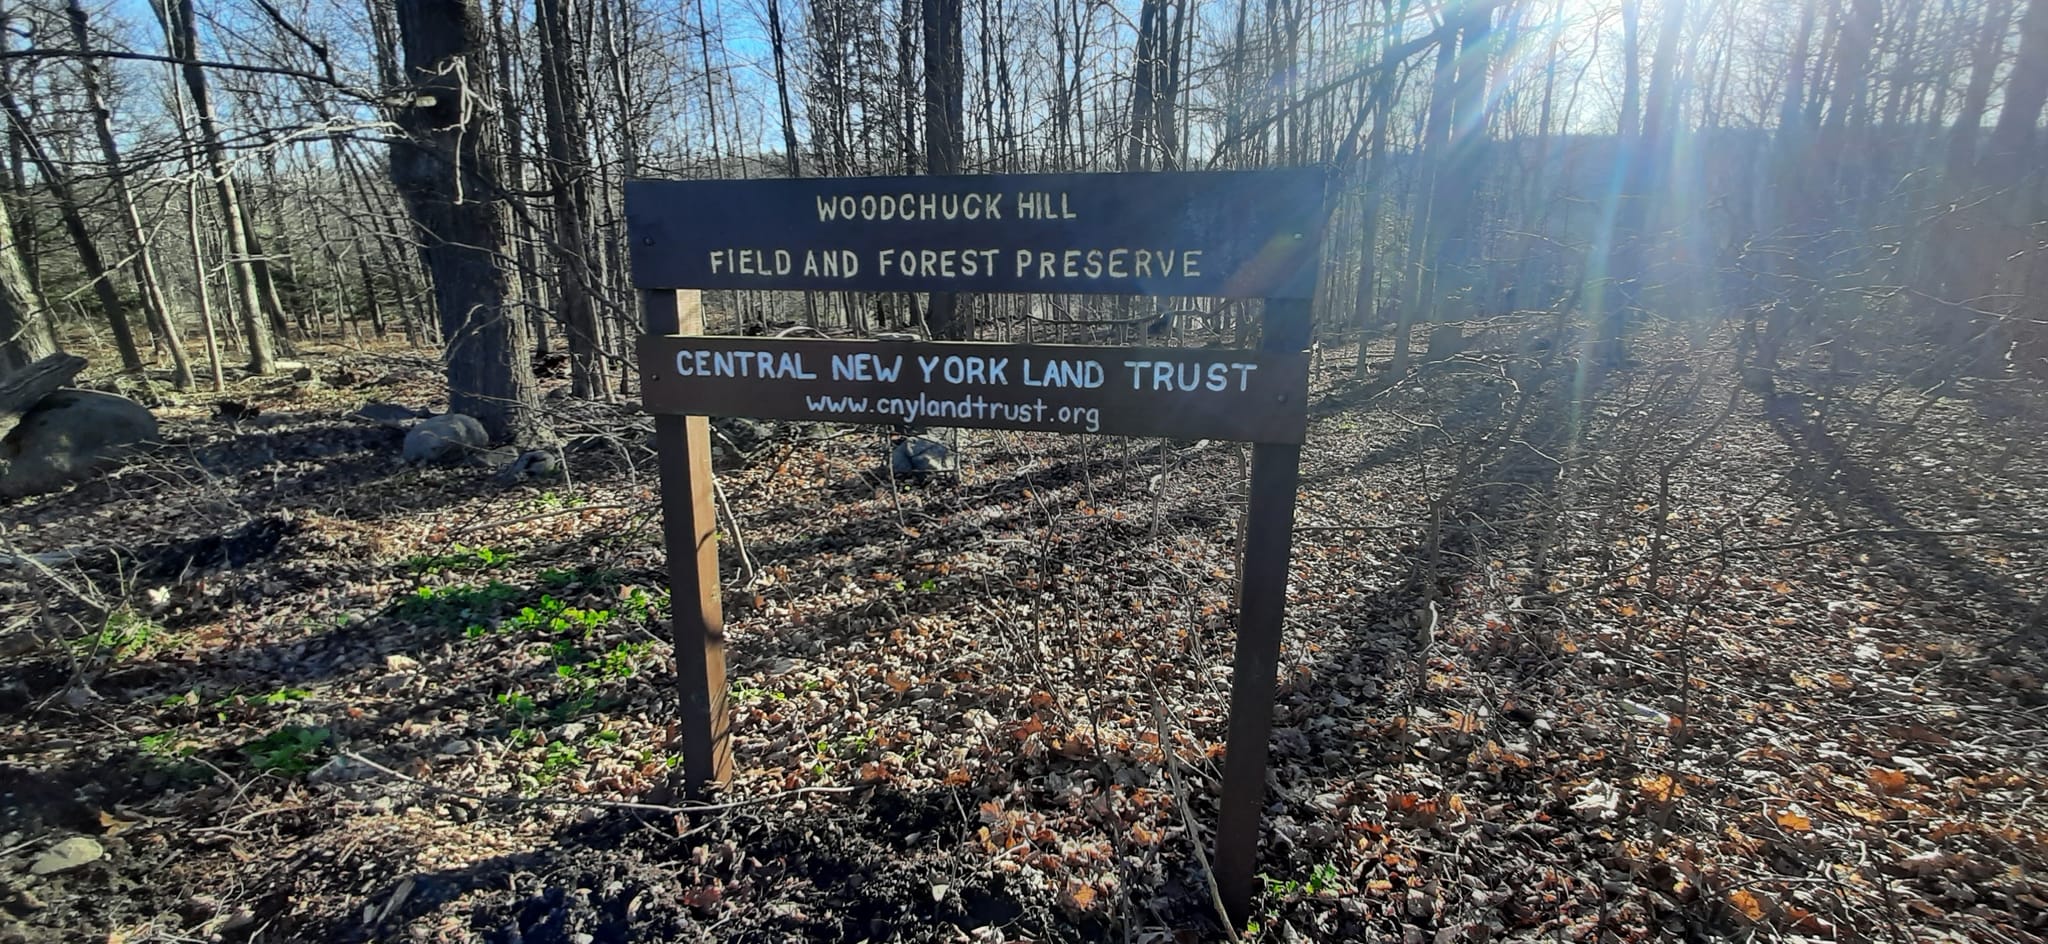 WOODCHUCK HILL
FIELD AND FOREST PRESERVE
CENTRAL NEW YORK LAND TRUST
www.cnylandtrust.org